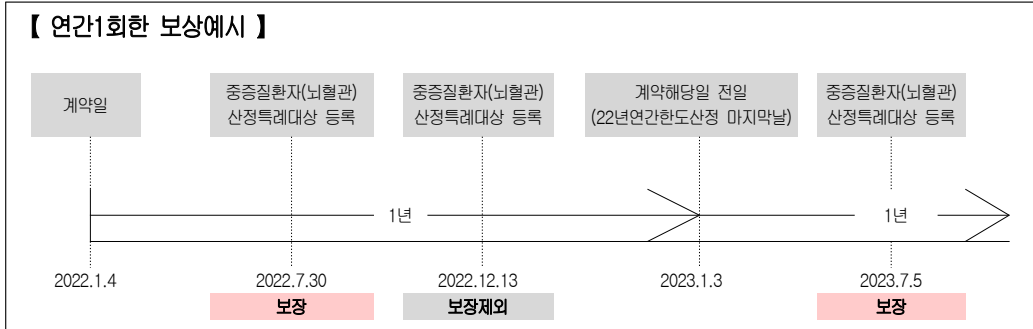 【 연간1회한 보상예시 】
계약일
중증질환자(뇌혈관)
산정특례대상 등록
중증질환자(뇌혈관)
산정특례대상 등록
계약해당일 전일
(22년연간한도산정 마지막날)
중증질환자(뇌혈관)
산정특례대상 등록
1년
1년
2022.1.4
2022.7.30
2022.12.13
2023.1.3
2023.7.5
보장
보장제외
보장